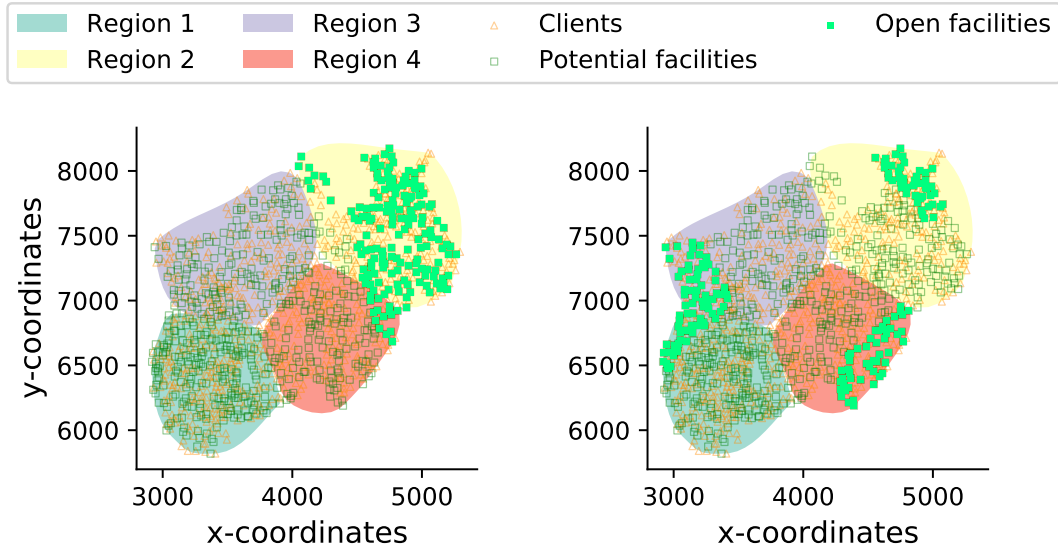 Region 1 Region 3 Clients Open facilities
Region 2 Region 4 Potential facilities
8000 8000
7500 7500
7000 7000
6500 6500
6000 6000
y-coordinates
3000 4000 5000 3000 4000 5000
x-coordinates x-coordinates